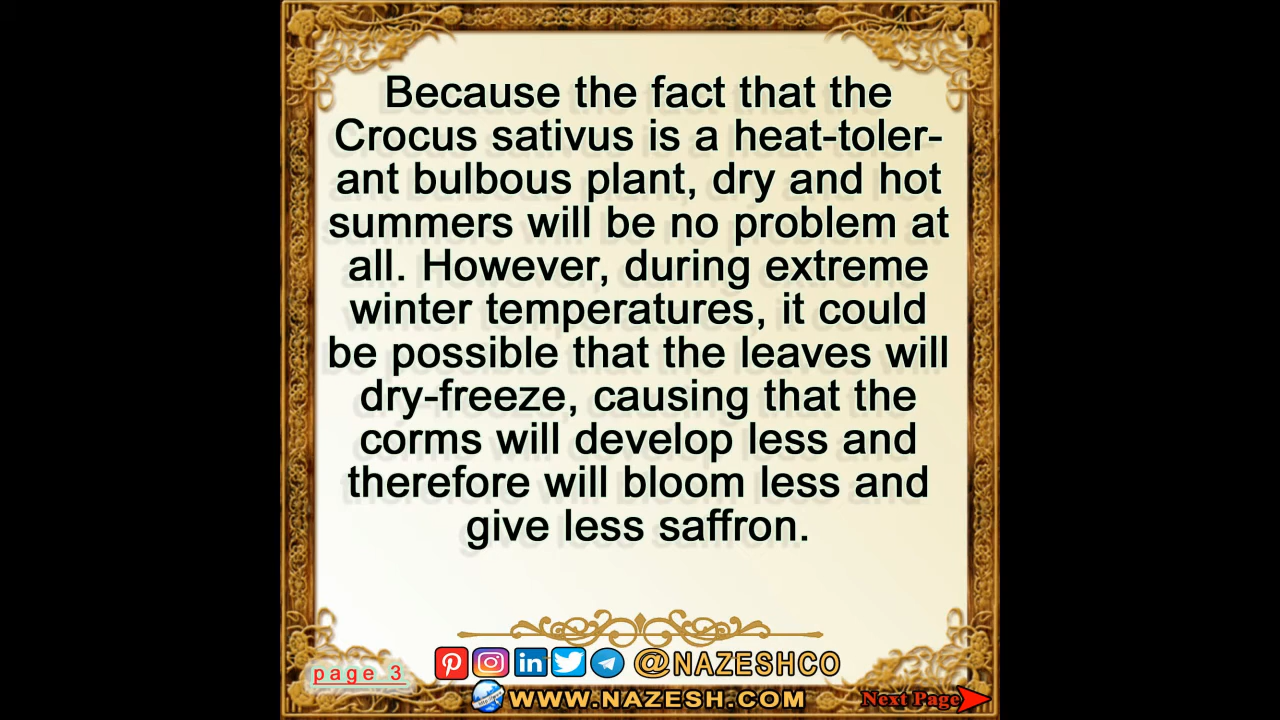 Because the fact that the
Crocus sativus is a heat-toler-
ant bulbous plant, dry and hot
summers will be no problem at
all. However, during extreme
winter temperatures, it could
be possible that the leaves will
dry-freeze, causing that the
corms will develop less and
therefore will bloom less and
give less saffron.
page 3
@NAZESHCO
WWW.NAZESH.COM
Next Page